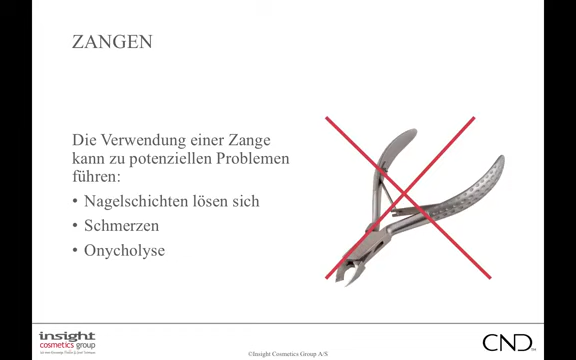 ZANGEN
Die Verwendung einer Zange
kann zu potenziellen Problemen
führen:
• Nagelschichten lösen sich
• Schmerzen
• Onycholyse
insight
cosmetics group
©Insight Cosmetics Group A/S
CND